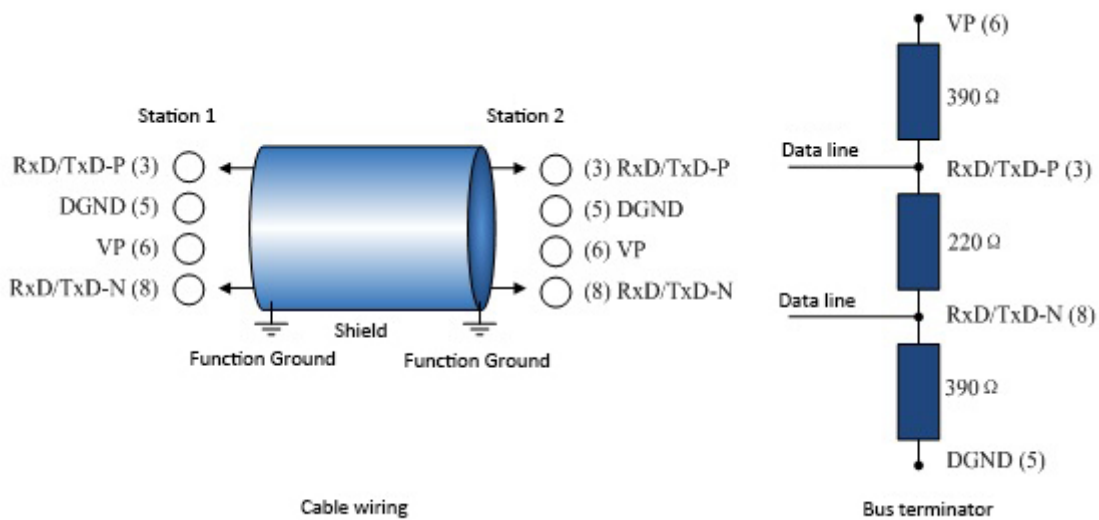 Station 1
RxD/TxD-P (3)
DGND (5)
VP (6)
RxD/TxD-N (8)
Station 2
(3) RxD/TxD-P
(5) DGND
(6) VP
(8) RxD/TxD-N
Shield
Function Ground
Function Ground
Cable wiring
VP (6)
390 Ω
Data line
RxD/TxD-P (3)
220 Ω
Data line
RxD/TxD-N (8)
390 Ω
DGND (5)
Bus terminator